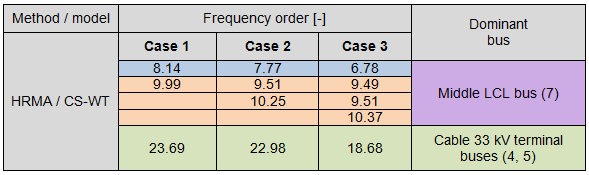 Method / model
Frequency order [-]
Dominant
bus
Case 1
Case 2
Case 3
HRMA / CS-WT
8.14
7.77
6.78
Middle LCL bus (7)
9.99
9.51
9.49
10.25
9.51
10.37
23.69
22.98
18.68
Cable 33 kV terminal
buses (4, 5)